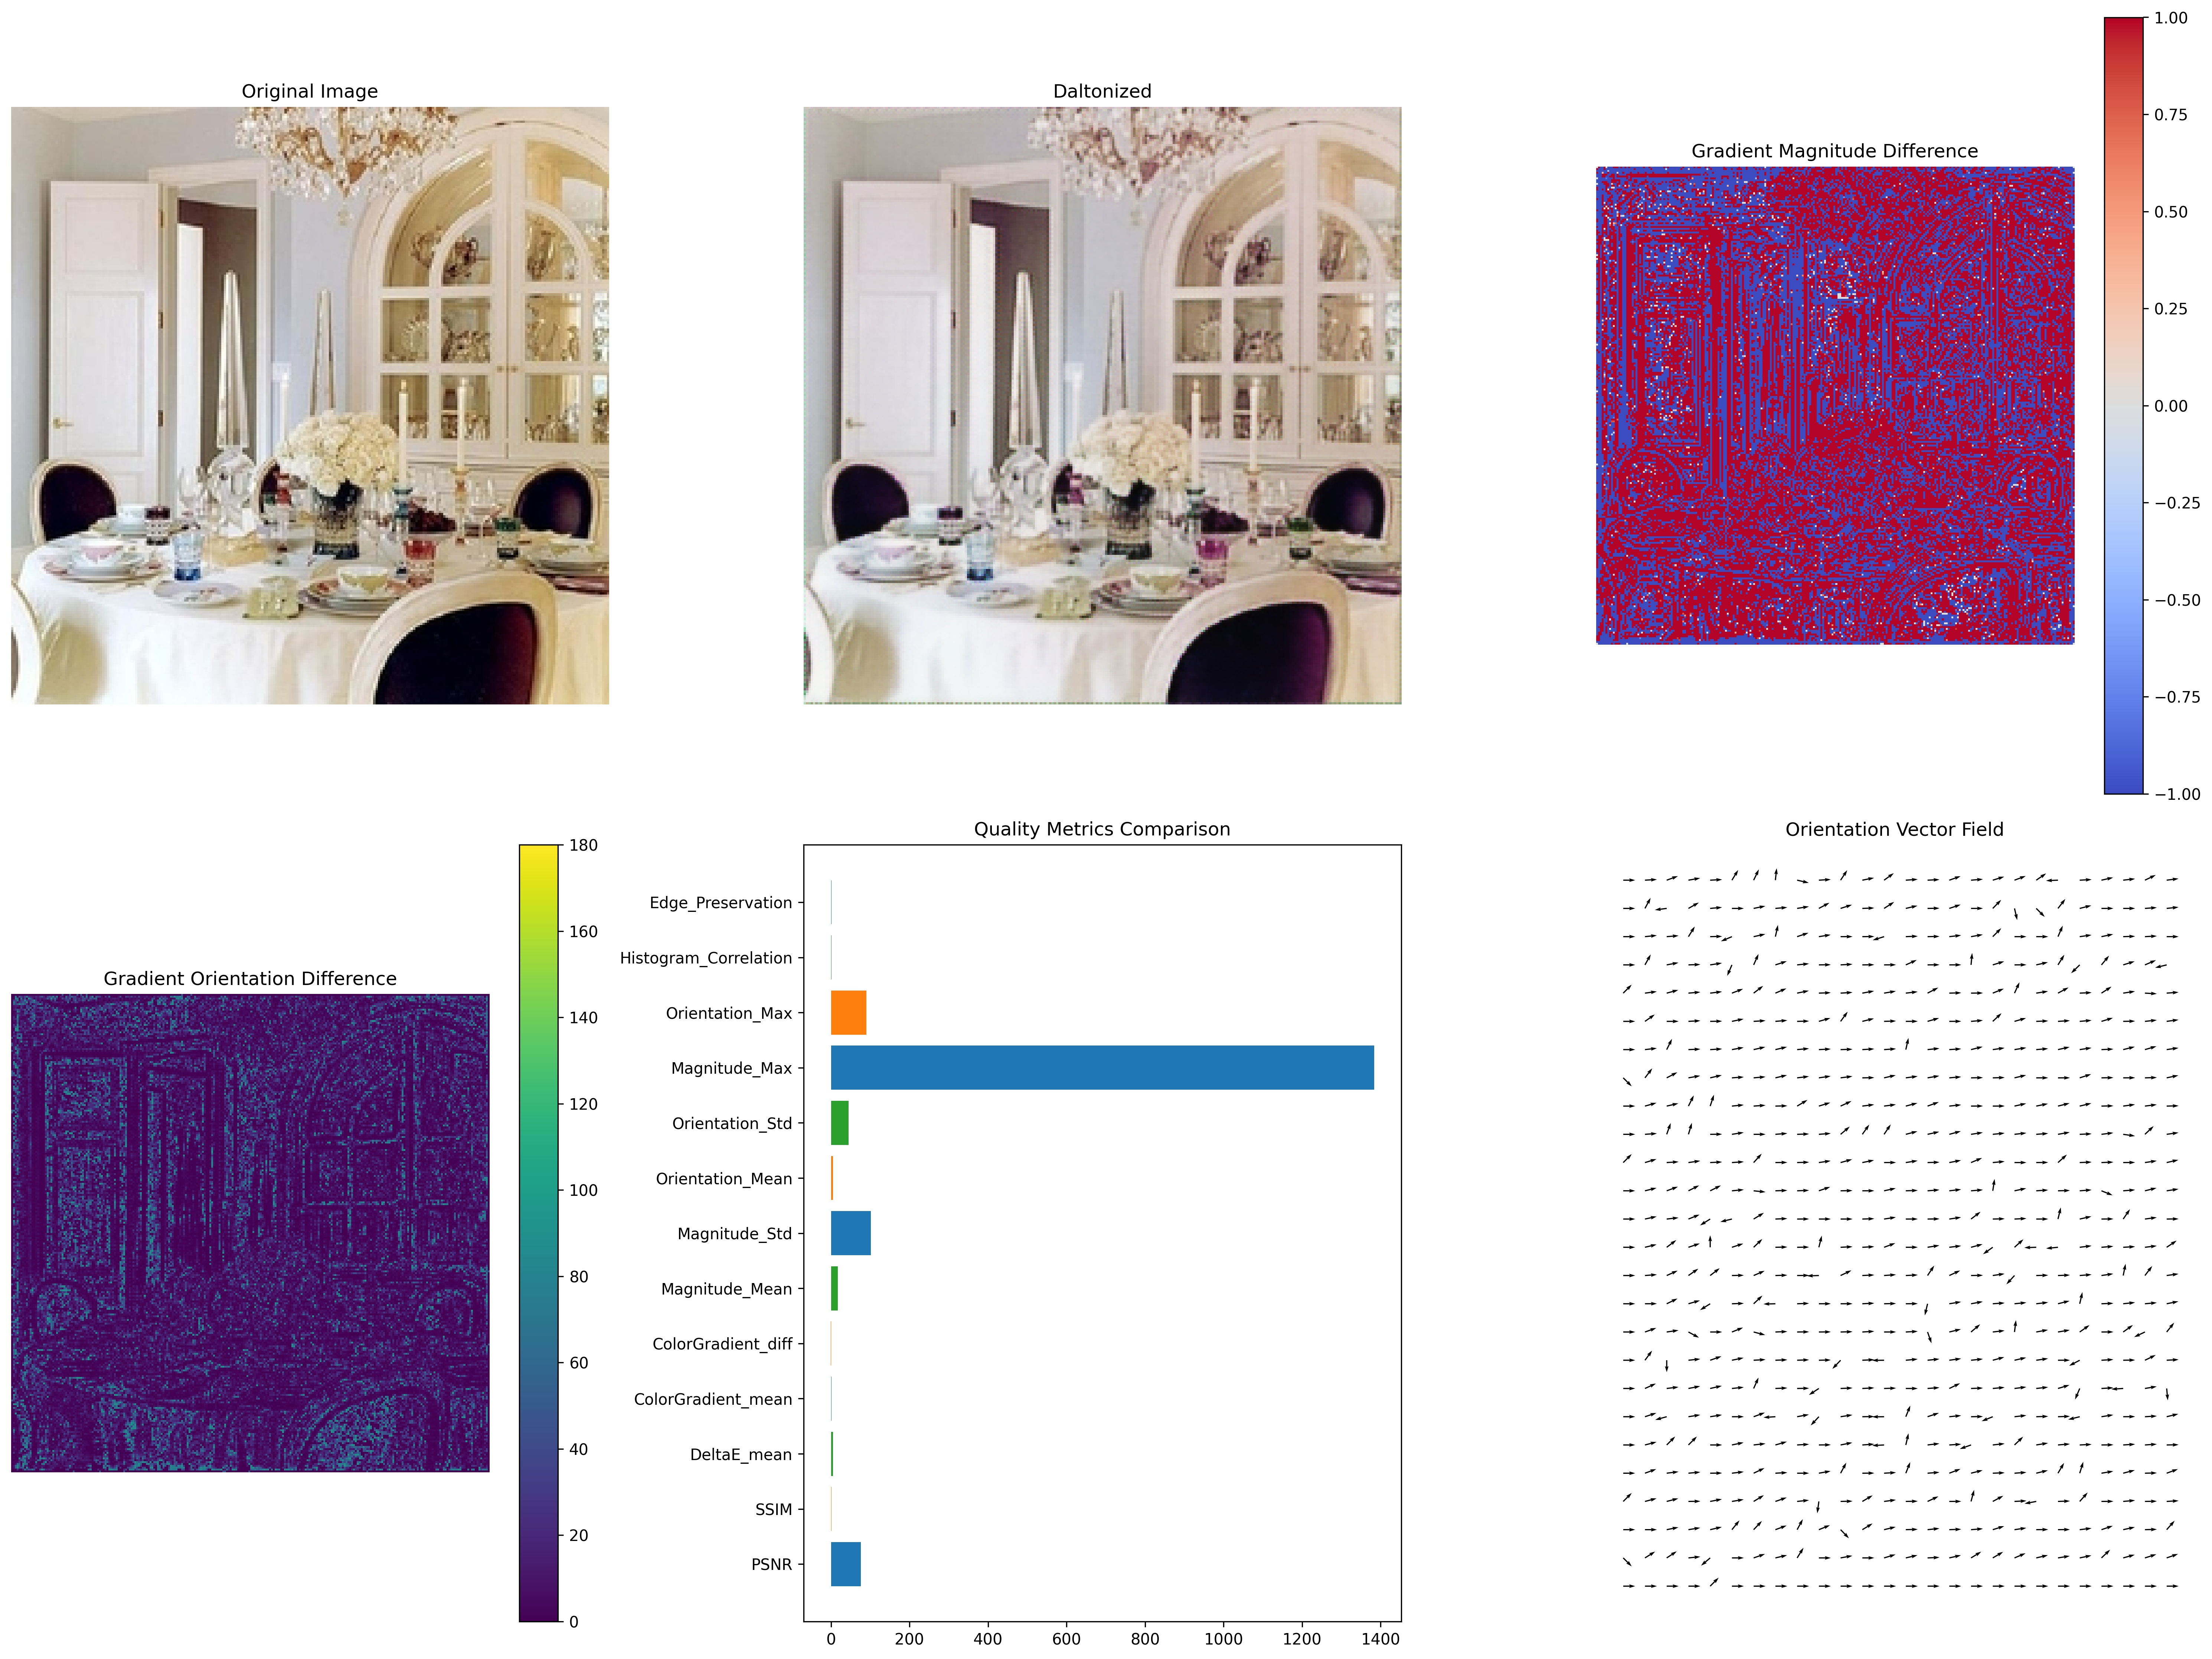 Original Image
Daltonized
Gradient Magnitude Difference
1.00
0.75
0.50
0.25
0.00
−0.25
−0.50
−0.75
−1.00
Gradient Orientation Difference
180
160
140
120
100
80
60
40
20
0
Quality Metrics Comparison
Edge_Preservation
Histogram_Correlation
Orientation_Max
Magnitude_Max
Orientation_Std
Orientation_Mean
Magnitude_Std
Magnitude_Mean
ColorGradient_diff
ColorGradient_mean
DeltaE_mean
SSIM
PSNR
0 200 400 600 800 1000 1200 1400
Orientation Vector Field